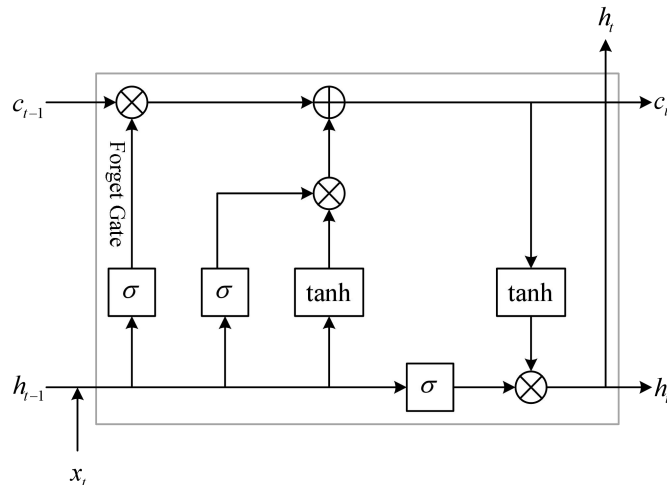 h_t
c_{t-1}
c_t
Forget Gate
σ
σ
tanh
tanh
h_{t-1}
σ
h_t
x_t